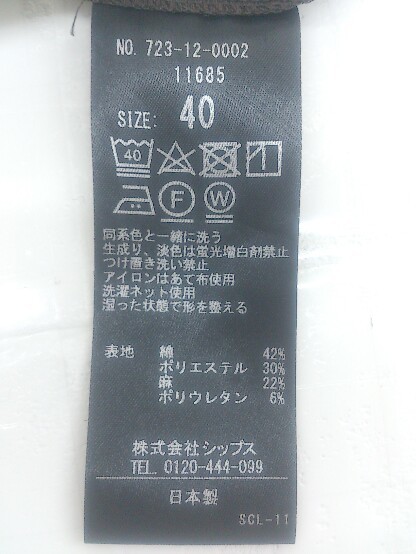 NO. 723-12-0002
11685
SIZE: 40
40
F W
同系色と一緒に洗う
生成り、淡色は蛍光増白剤禁止
つけ置き洗い禁止
アイロンはあて布使用
洗濯ネット使用
湿った状態で形を整える
表地 綿 42%
ポリエステル 30%
麻 22%
ポリウレタン 6%
株式会社シップス
TEL. 0120-444-099
日本製
SCL-11